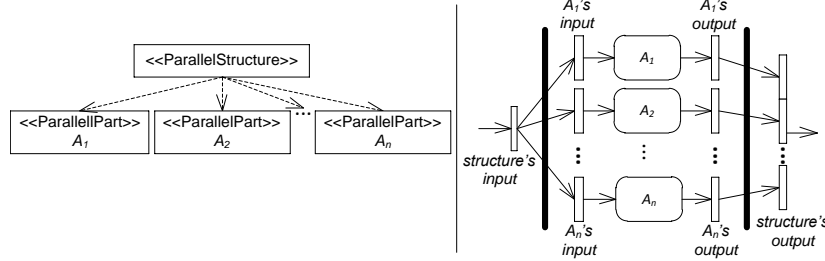 <<ParallelStructure>>
<<ParallellPart>>
A1
<<ParallelPart>>
A2
...
<<ParallelPart>>
An
structure's
input
A1's
input
A1's
output
A1
A2
...
An
An's
input
An's
output
structure's
output